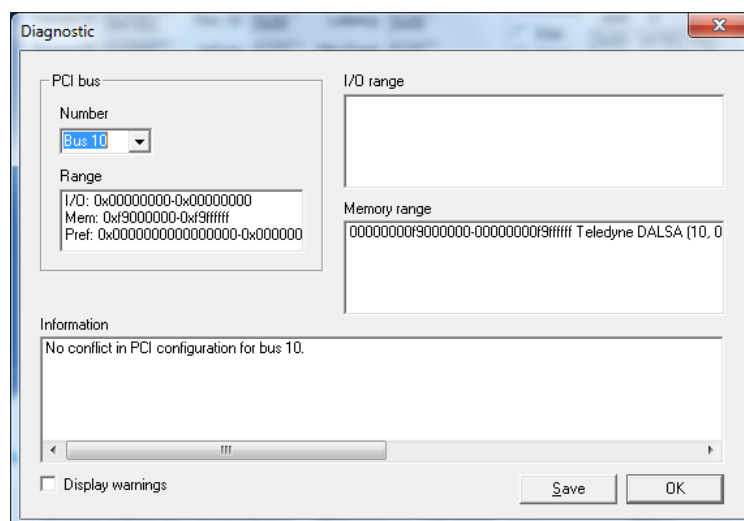 Diagnostic
PCI bus
Number
Bus 10
Range
I/O: 0x00000000-0x00000000
Mem: 0xf9000000-0xf9ffffff
Pref: 0x0000000000000000-0x000000
I/O range
Memory range
00000000f9000000-00000000f9ffffff Teledyne DALSA (10, 0
Information
No conflict in PCI configuration for bus 10.
Display warnings
Save
OK